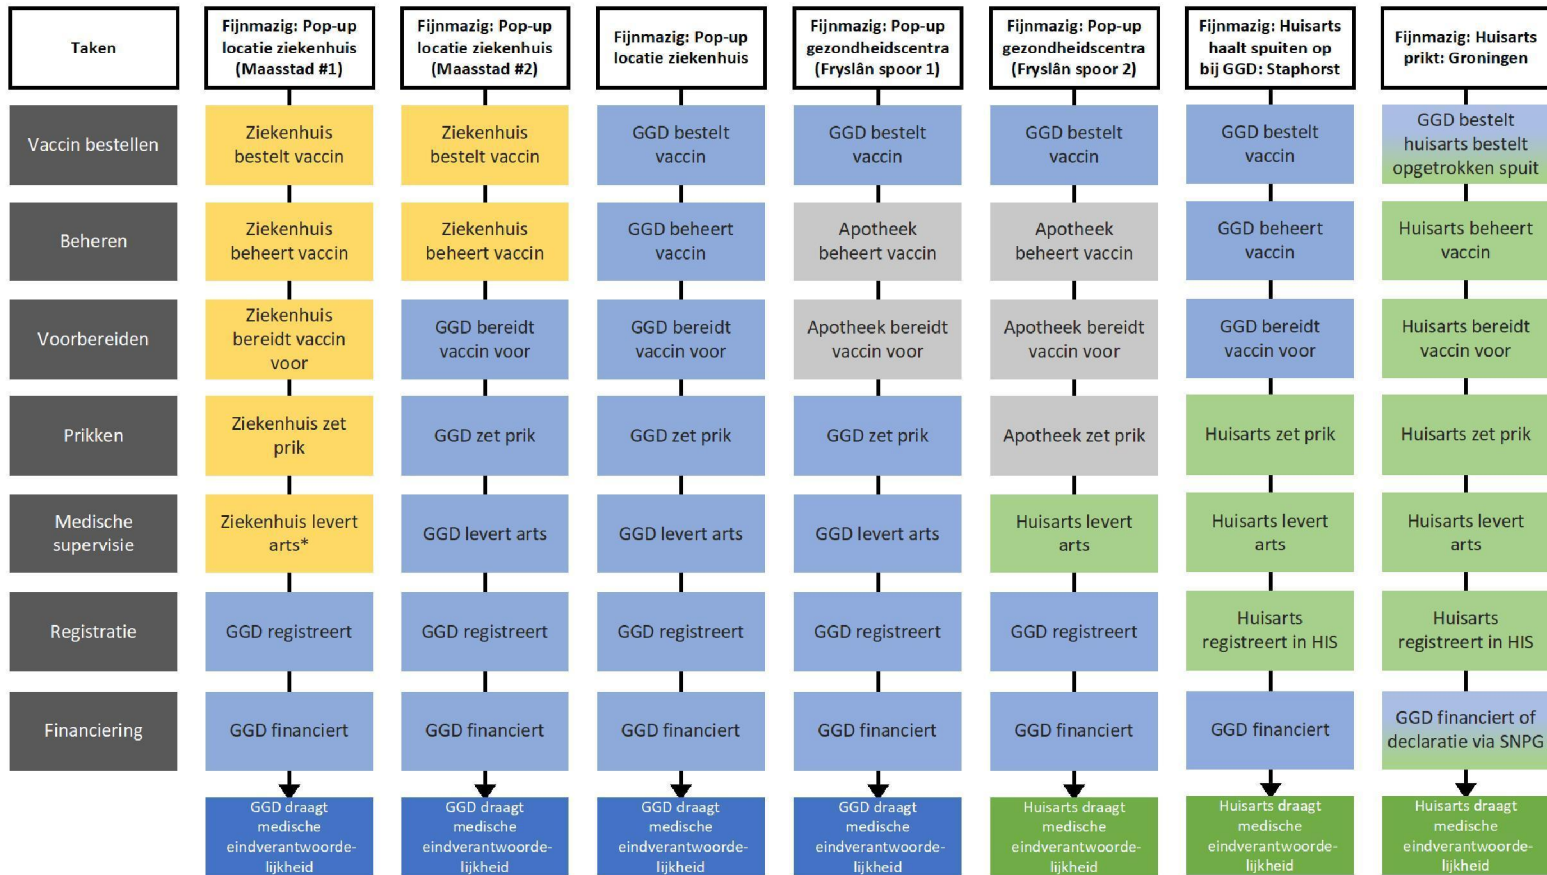 Taken
Fijnmazig: Pop-up
locatie ziekenhuis
(Maasstad #1)
Fijnmazig: Pop-up
locatie ziekenhuis
(Maasstad #2)
Fijnmazig: Pop-up
locatie ziekenhuis
Fijnmazig: Pop-up
gezondheidscentra
(Fryslân spoor 1)
Fijnmazig: Pop-up
gezondheidscentra
(Fryslân spoor 2)
Fijnmazig: Huisarts
haalt spuiten op
bij GGD: Staphorst
Fijnmazig: Huisarts
prikt: Groningen
Vaccin bestellen
Ziekenhuis
bestelt vaccin
Ziekenhuis
bestelt vaccin
GGD bestelt
vaccin
GGD bestelt
vaccin
GGD bestelt
vaccin
GGD bestelt
vaccin
GGD bestelt
huisarts bestelt
opgetrokken spuit
Beheren
Ziekenhuis
beheert vaccin
Ziekenhuis
beheert vaccin
GGD beheert
vaccin
Apotheek
beheert vaccin
Apotheek
beheert vaccin
GGD beheert
vaccin
Huisarts beheert
vaccin
Voorbereiden
Ziekenhuis
bereidt vaccin
voor
GGD bereidt
vaccin voor
GGD bereidt
vaccin voor
Apotheek bereidt
vaccin voor
Apotheek bereidt
vaccin voor
GGD bereidt
vaccin voor
Huisarts bereidt
vaccin voor
Prikken
Ziekenhuis zet
prik
GGD zet prik
GGD zet prik
GGD zet prik
Apotheek zet prik
Huisarts zet prik
Huisarts zet prik
Medische
supervisie
Ziekenhuis levert
arts*
GGD levert arts
GGD levert arts
GGD levert arts
Huisarts levert
arts
Huisarts levert
arts
Huisarts levert
arts
Registratie
GGD registreert
GGD registreert
GGD registreert
GGD registreert
GGD registreert
Huisarts
registreert in HIS
Huisarts
registreert in HIS
Financiering
GGD financiert
GGD financiert
GGD financiert
GGD financiert
GGD financiert
GGD financiert
GGD financiert of
declaratie via SNPG
GGD draagt
medische
eindverantwoorde-
lijkheid
GGD draagt
medische
eindverantwoorde-
lijkheid
GGD draagt
medische
eindverantwoorde-
lijkheid
GGD draagt
medische
eindverantwoorde-
lijkheid
Huisarts draagt
medische
eindverantwoorde-
lijkheid
Huisarts draagt
medische
eindverantwoorde-
lijkheid
Huisarts draagt
medische
eindverantwoorde-
lijkheid